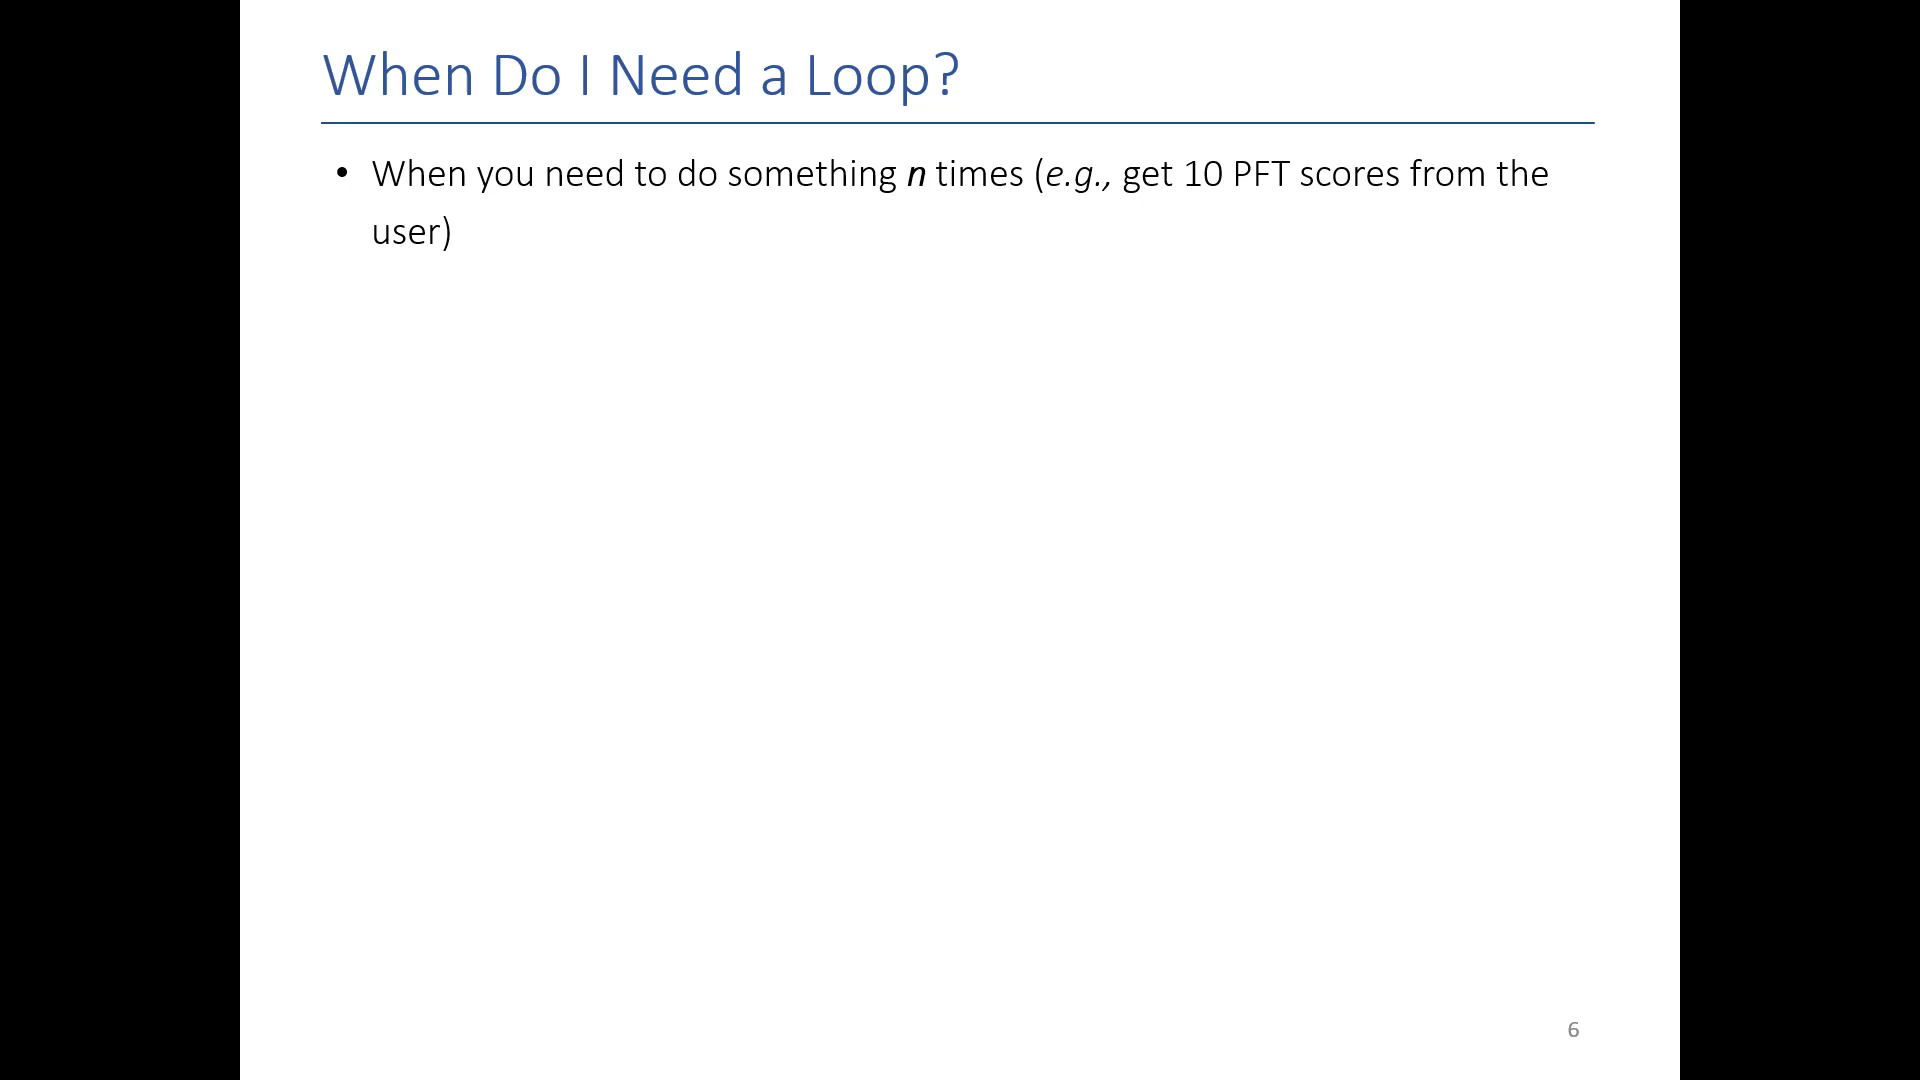 When Do I Need a Loop?
• When you need to do something n times (e.g., get 10 PFT scores from the
user)
6